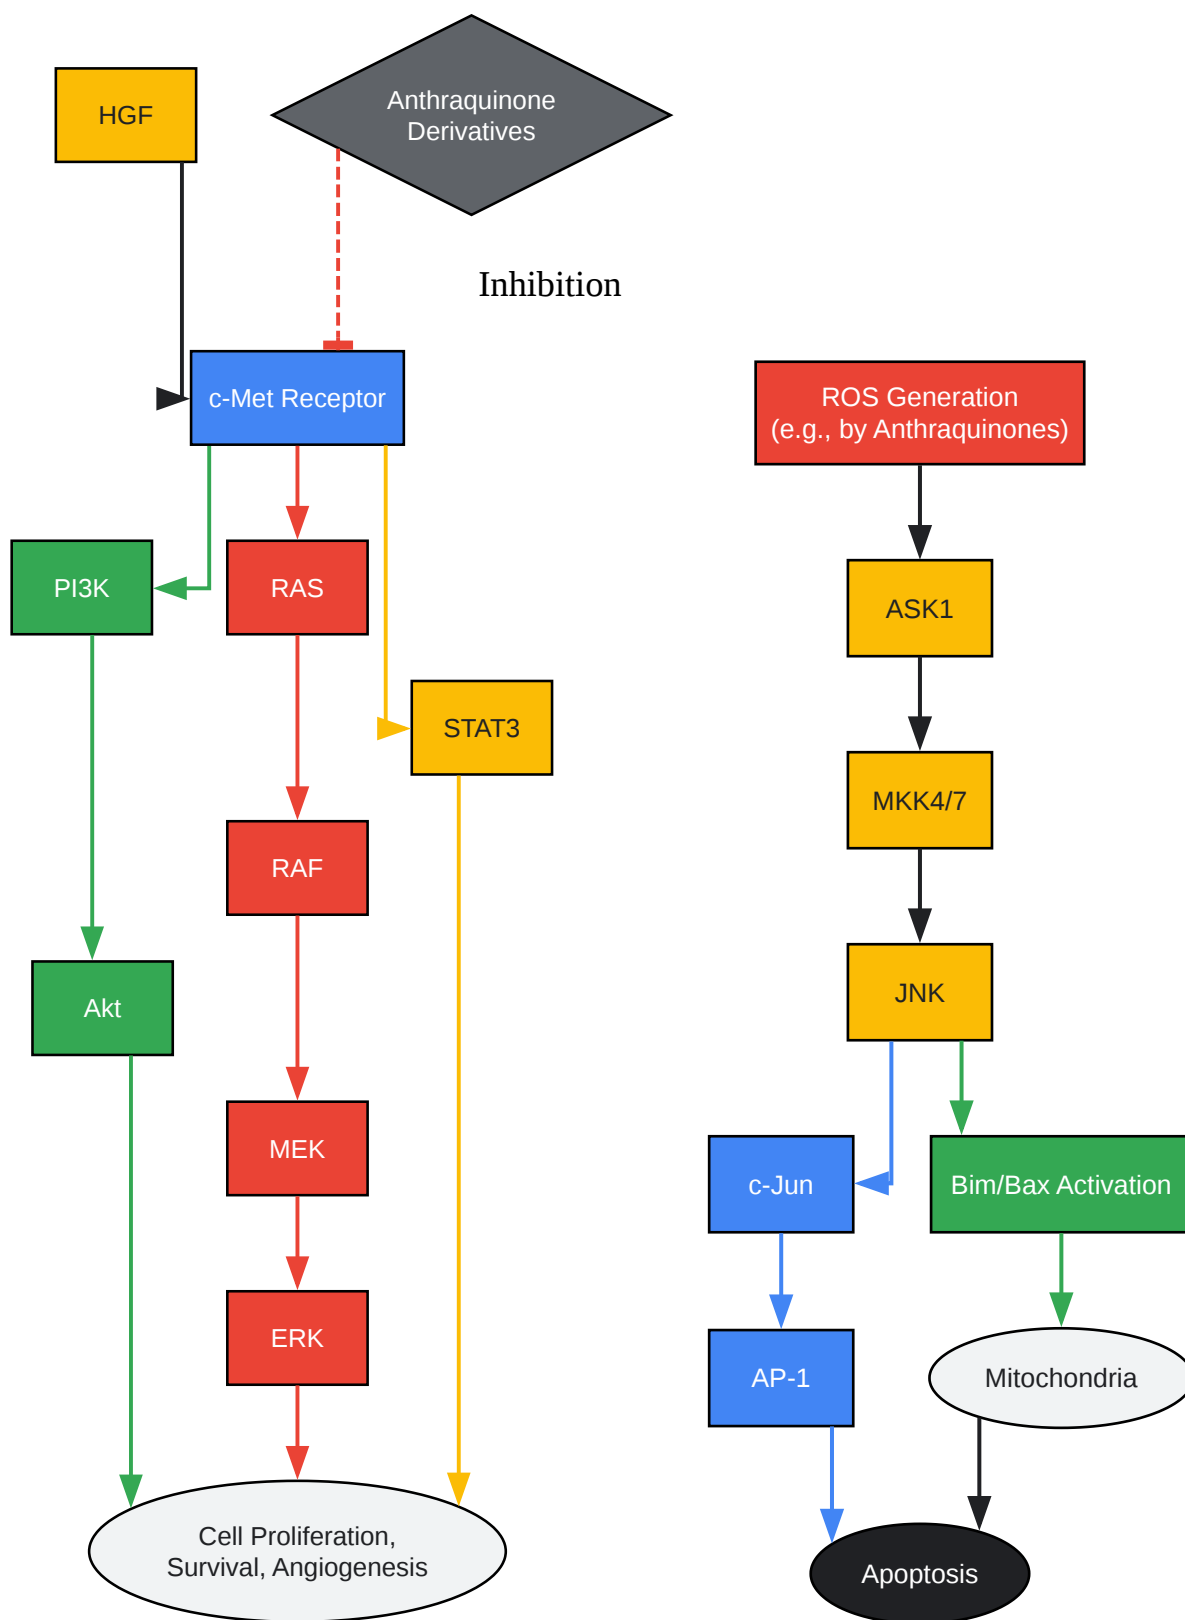 HGF
Anthraquinone
Derivatives
Inhibition
c-Met Receptor
PI3K
RAS
STAT3
RAF
Akt
MEK
ERK
Cell Proliferation,
Survival, Angiogenesis
ROS Generation
(e.g., by Anthraquinones)
ASK1
MKK4/7
JNK
c-Jun
Bim/Bax Activation
AP-1
Mitochondria
Apoptosis